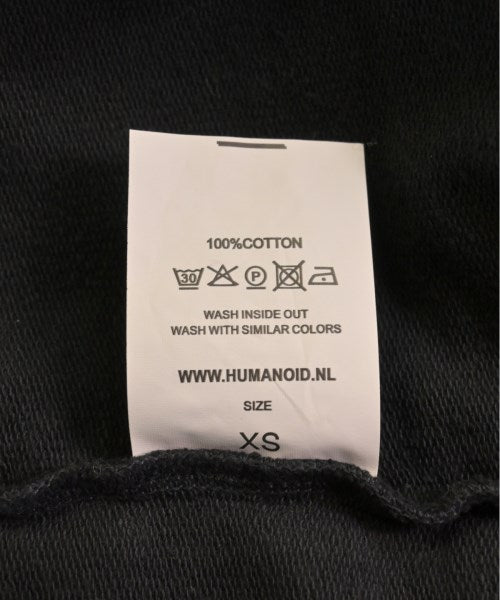 100%COTTON
30 P
WASH INSIDE OUT
WASH WITH SIMILAR COLORS
WWW.HUMANOID.NL
SIZE
XS